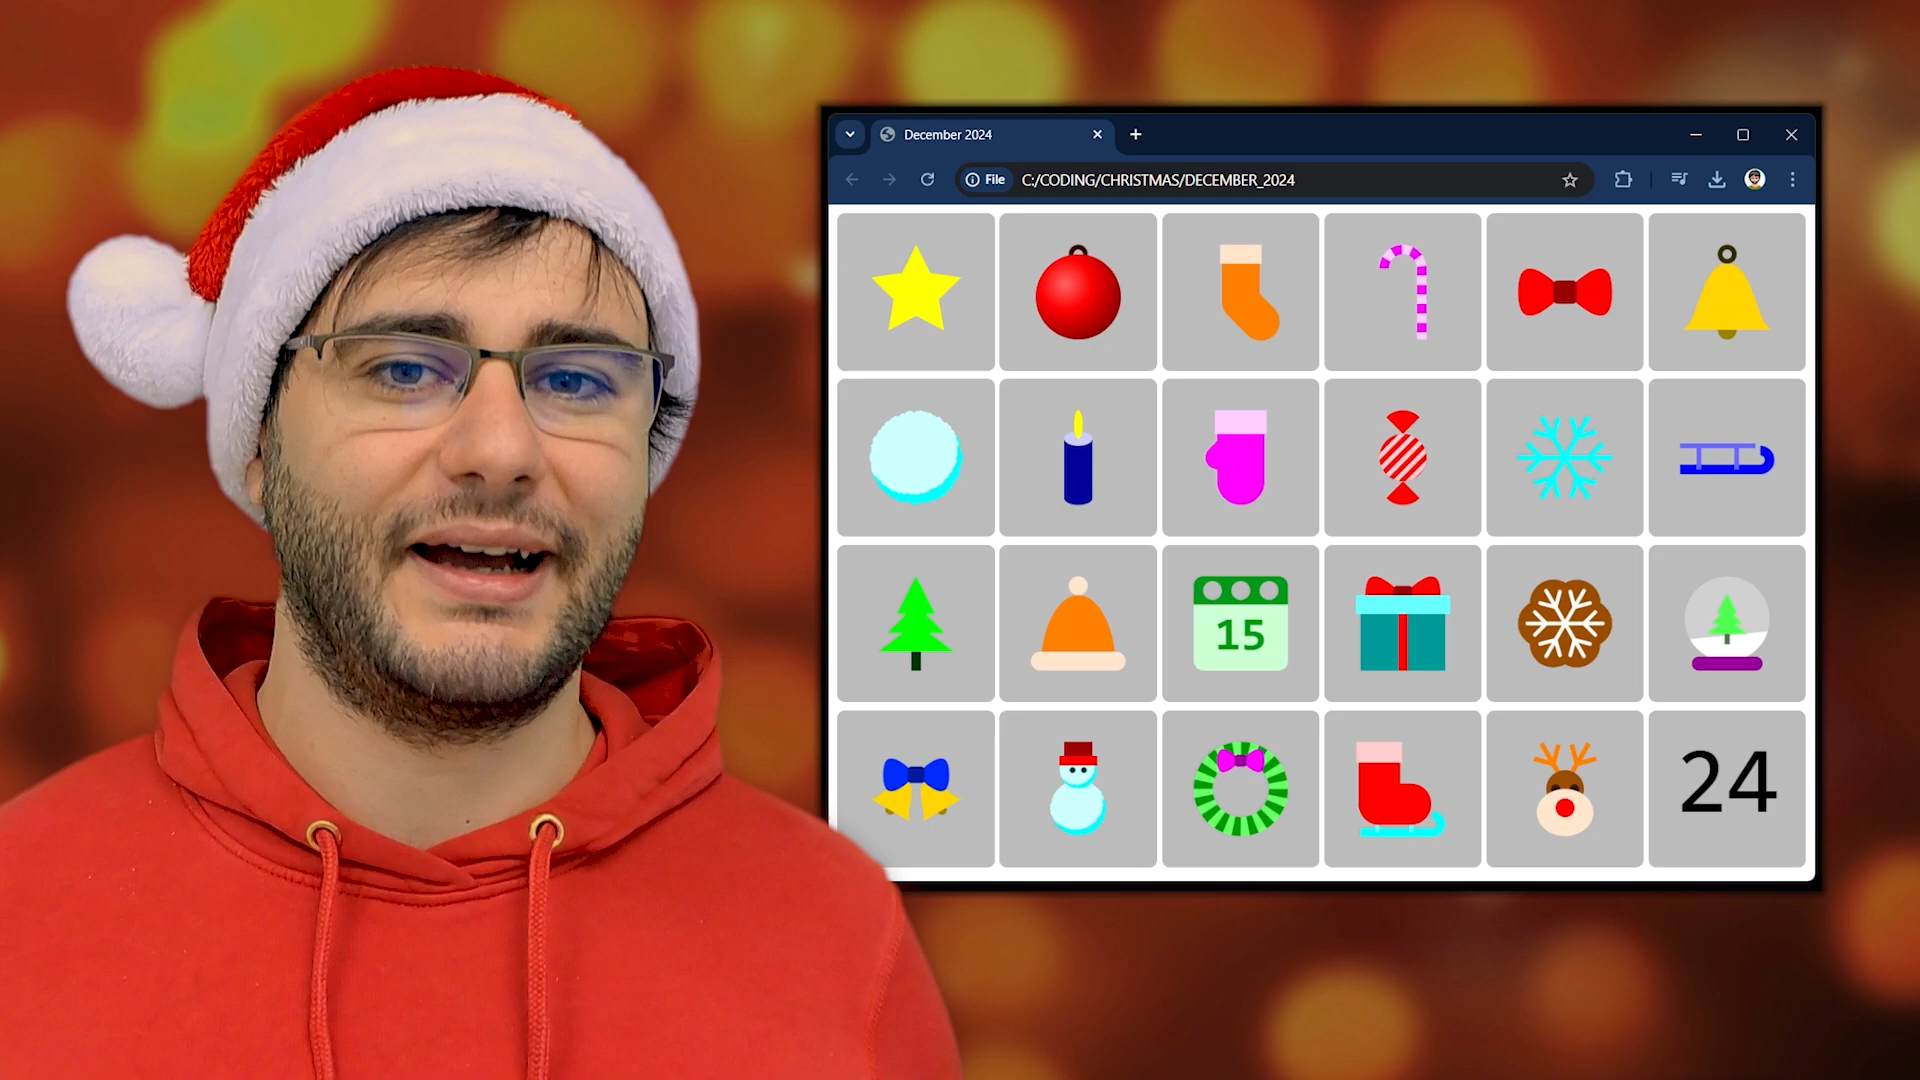 December 2024
File C:/CODING/CHRISTMAS/DECEMBER_2024
15
24